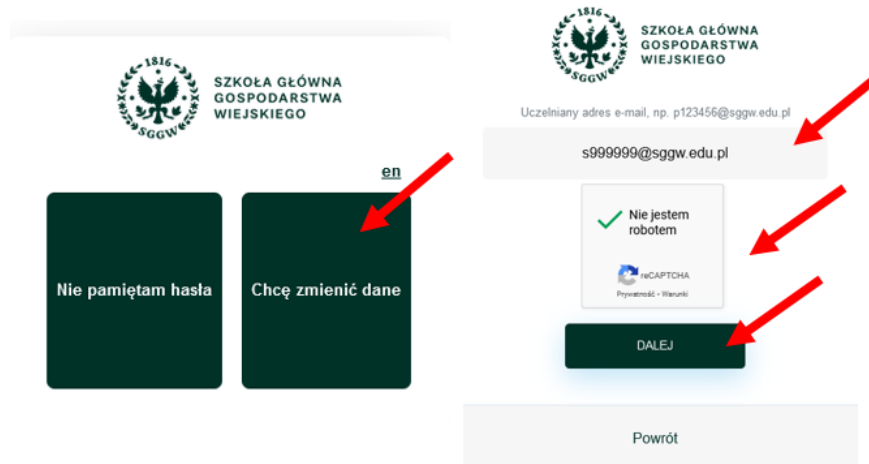 1816
SGGW
SZKOŁA GŁÓWNA
GOSPODARSTWA
WIEJSKIEGO
en
Nie pamiętam hasła
Chcę zmienić dane
1816
SGGW
SZKOŁA GŁÓWNA
GOSPODARSTWA
WIEJSKIEGO
Uczelniany adres e-mail, np. p123456@sggw.edu.pl
s999999@sggw.edu.pl
Nie jestem
robotem
reCAPTCHA
Prywatność - Warunki
DALEJ
Powrót